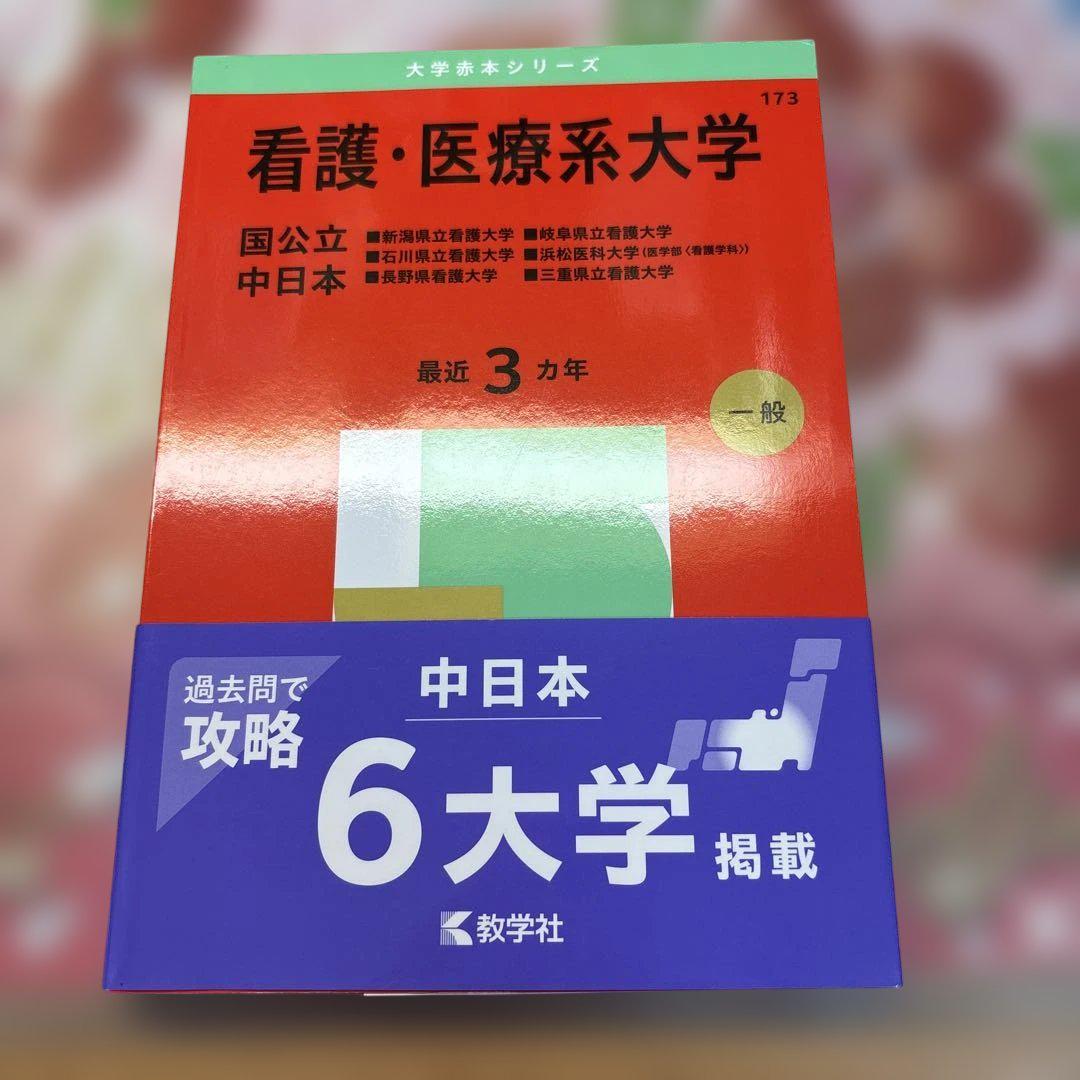 大学赤本シリーズ
173
看護・医療系大学
国公立
中日本
■新潟県立看護大学 ■岐阜県立看護大学
■石川県立看護大学 ■浜松医科大学(医学部〈看護学科〉)
■長野県看護大学 ■三重県立看護大学
最近 3 カ年
一般
過去問で
攻略
中日本
6大学 掲載
教学社